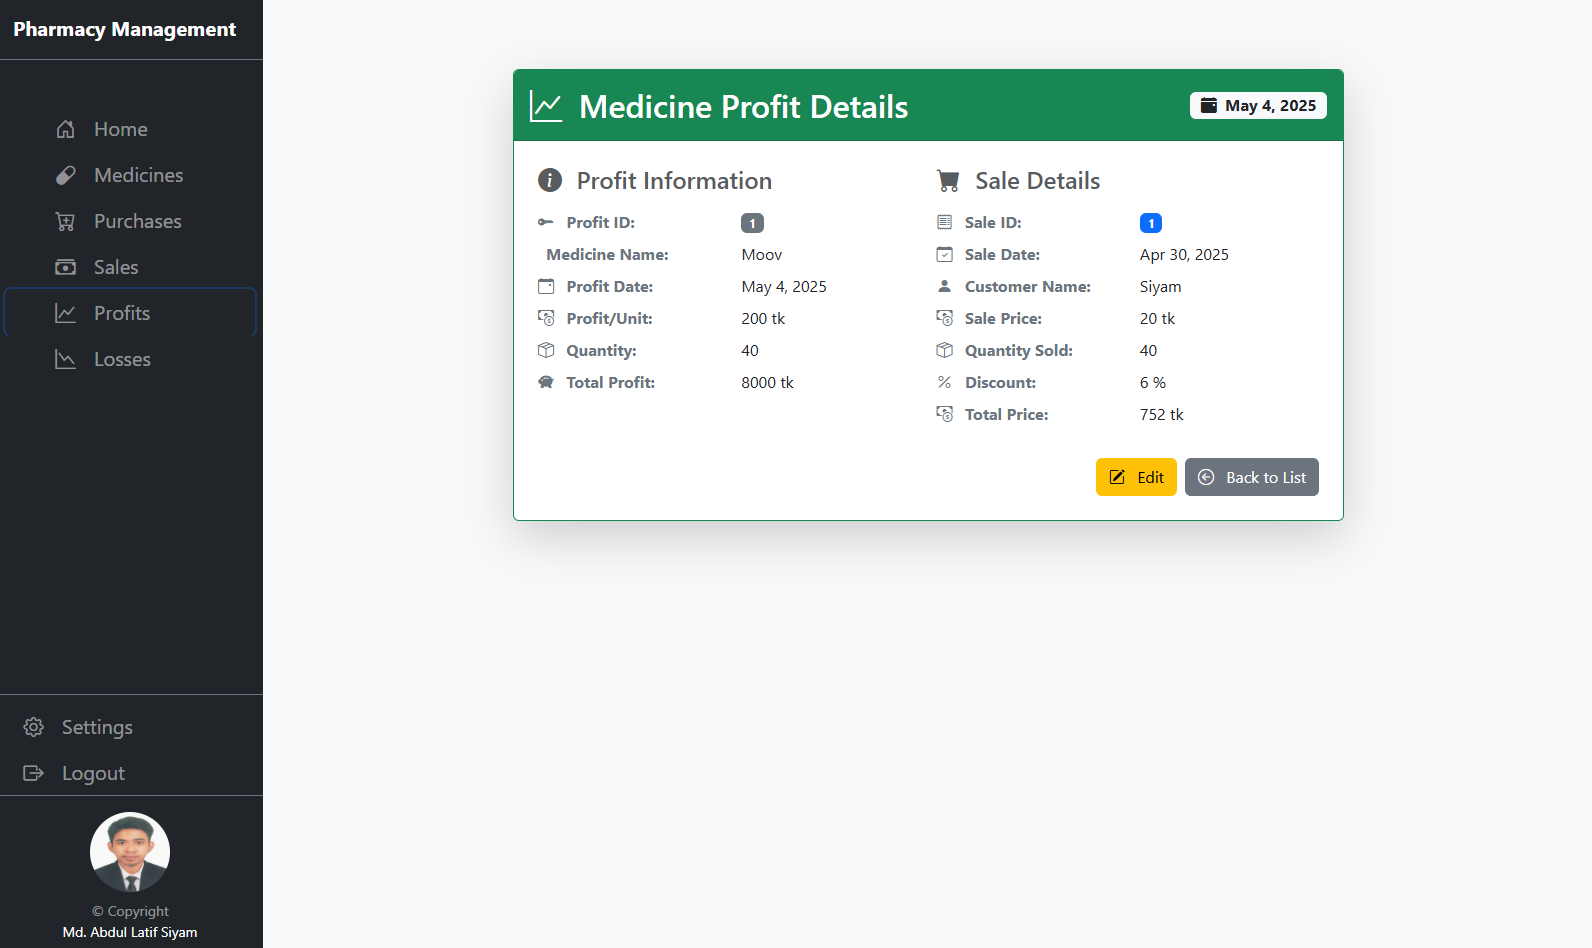 Pharmacy Management
Home
Medicines
Purchases
Sales
Profits
Losses
Settings
Logout
© Copyright
Md. Abdul Latif Siyam
Medicine Profit Details
May 4, 2025
Profit Information
Profit ID: 1
Medicine Name: Moov
Profit Date: May 4, 2025
Profit/Unit: 200 tk
Quantity: 40
Total Profit: 8000 tk
Sale Details
Sale ID: 1
Sale Date: Apr 30, 2025
Customer Name: Siyam
Sale Price: 20 tk
Quantity Sold: 40
Discount: 6 %
Total Price: 752 tk
Edit
Back to List